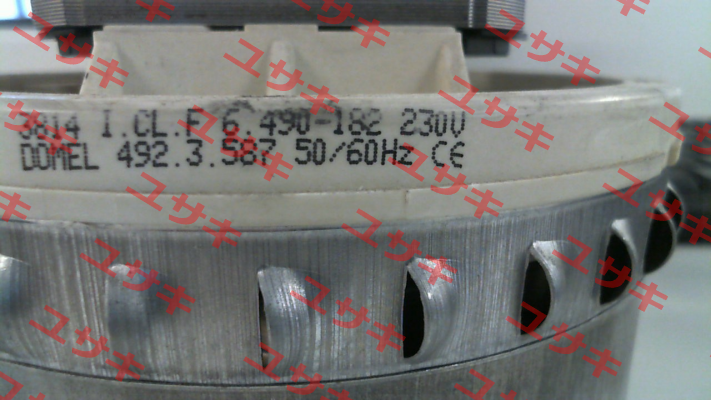 3814 I.CL.F 6.490-182 230V
DOMEL 492.3.587 50/60Hz CE
ユサキ